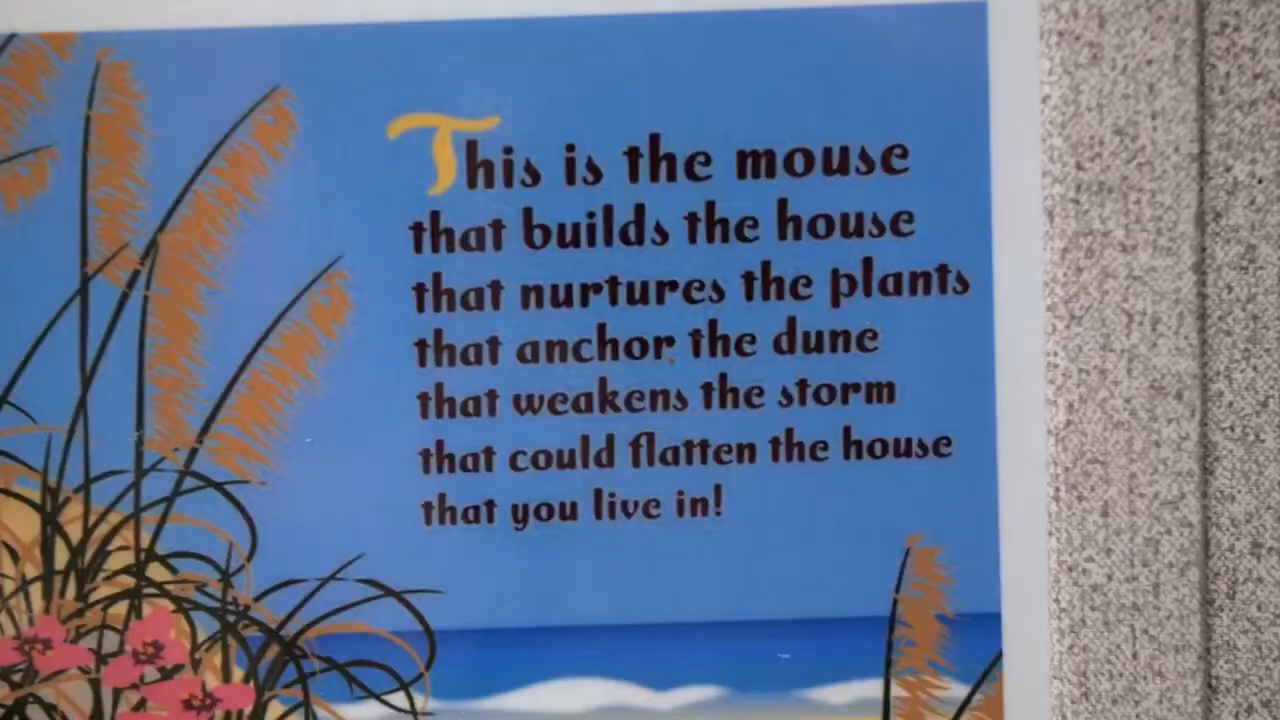 This is the mouse
that builds the house
that nurtures the plants
that anchor the dune
that weakens the storm
that could flatten the house
that you live in!